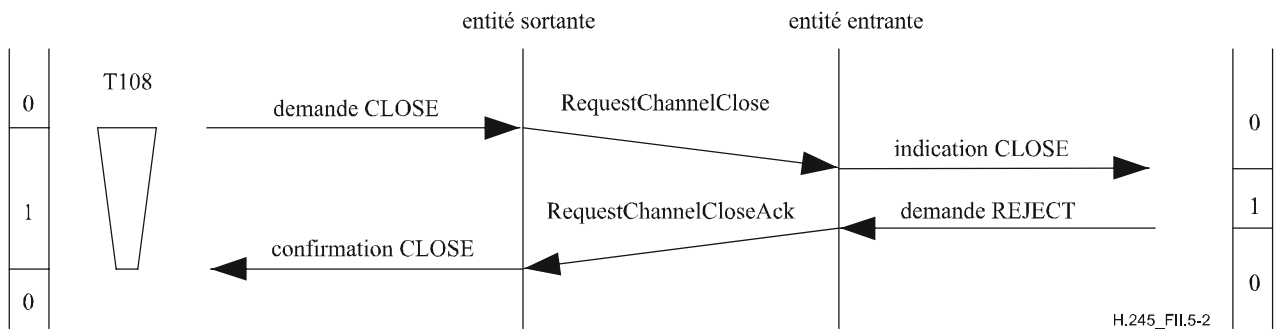 entité sortante entité entrante
T108
0 demande CLOSE RequestChannelClose 0
indication CLOSE
1 RequestChannelCloseAck demande REJECT 1
confirmation CLOSE
0 0
H.245_FII.5-2